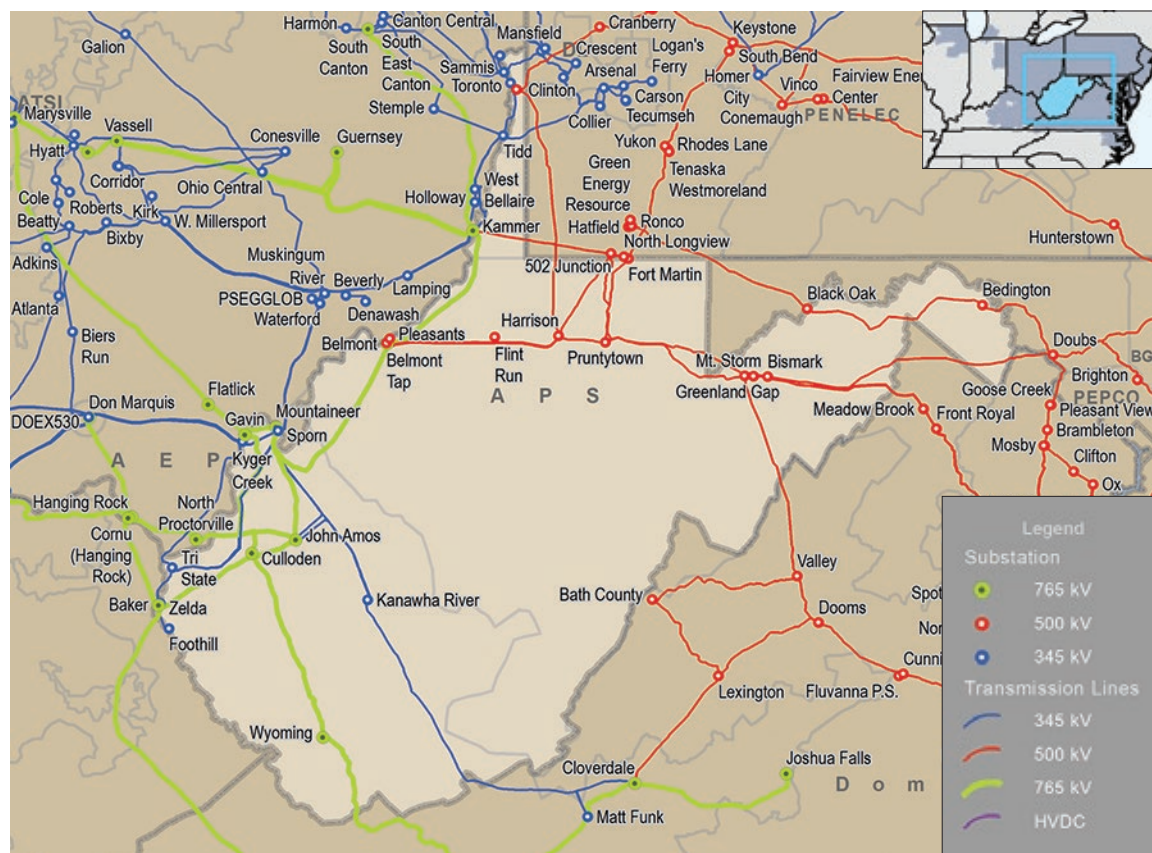 Harmon
Canton Central
Mansfield
Cranberry
Keystone
Galion
South
Canton
South
East
Canton
D
Crescent
Logan's
Ferry
South Bend
Sammis
Toronto
Arsenal
Homer
City
Vinco
Fairview Ener
Center
ATSI
Clinton
Carson
Conemaugh
PENELEC
Marysville
Vassell
Conesville
Guernsey
Stemple
Collier
Tecumseh
Hyatt
Tidd
Yukon
Rhodes Lane
Corridor
Ohio Central
Green
Energy
Resource
Tenaska
Westmoreland
Cole
Roberts
Kirk
W. Millersport
Holloway
West
Bellaire
Beatty
Bixby
Kammer
Hatfield
Ronco
North Longview
Hunterstown
Adkins
Muskingum
River
502 Junction
Fort Martin
Beverly
Lamping
Black Oak
Bedington
Atlanta
PSEGGLOB
Waterford
Denawash
Biers
Run
Belmont
Pleasants
Harrison
Doubs
Belmont
Tap
Flint
Run
Pruntytown
Mt. Storm
Bismark
BG
Brighton
Flatlick
A P S
Greenland Gap
Goose Creek
PEPCO
Don Marquis
DOEX530
Gavin
Mountaineer
Sporn
Meadow Brook
Front Royal
Pleasant View
Brambleton
Mosby
Clifton
A E P
Kyger
Creek
Ox
Hanging Rock
North
Proctorville
John Amos
Cornu
(Hanging
Rock)
Tri
State
Culloden
Valley
Baker
Zelda
Kanawha River
Bath County
Dooms
Spot
Foothill
Nor
Lexington
Fluvanna P.S.
Cunni
Wyoming
Cloverdale
Joshua Falls
D o m
Matt Funk
Legend
Substation
765 kV
500 kV
345 kV
Transmission Lines
345 kV
500 kV
765 kV
HVDC